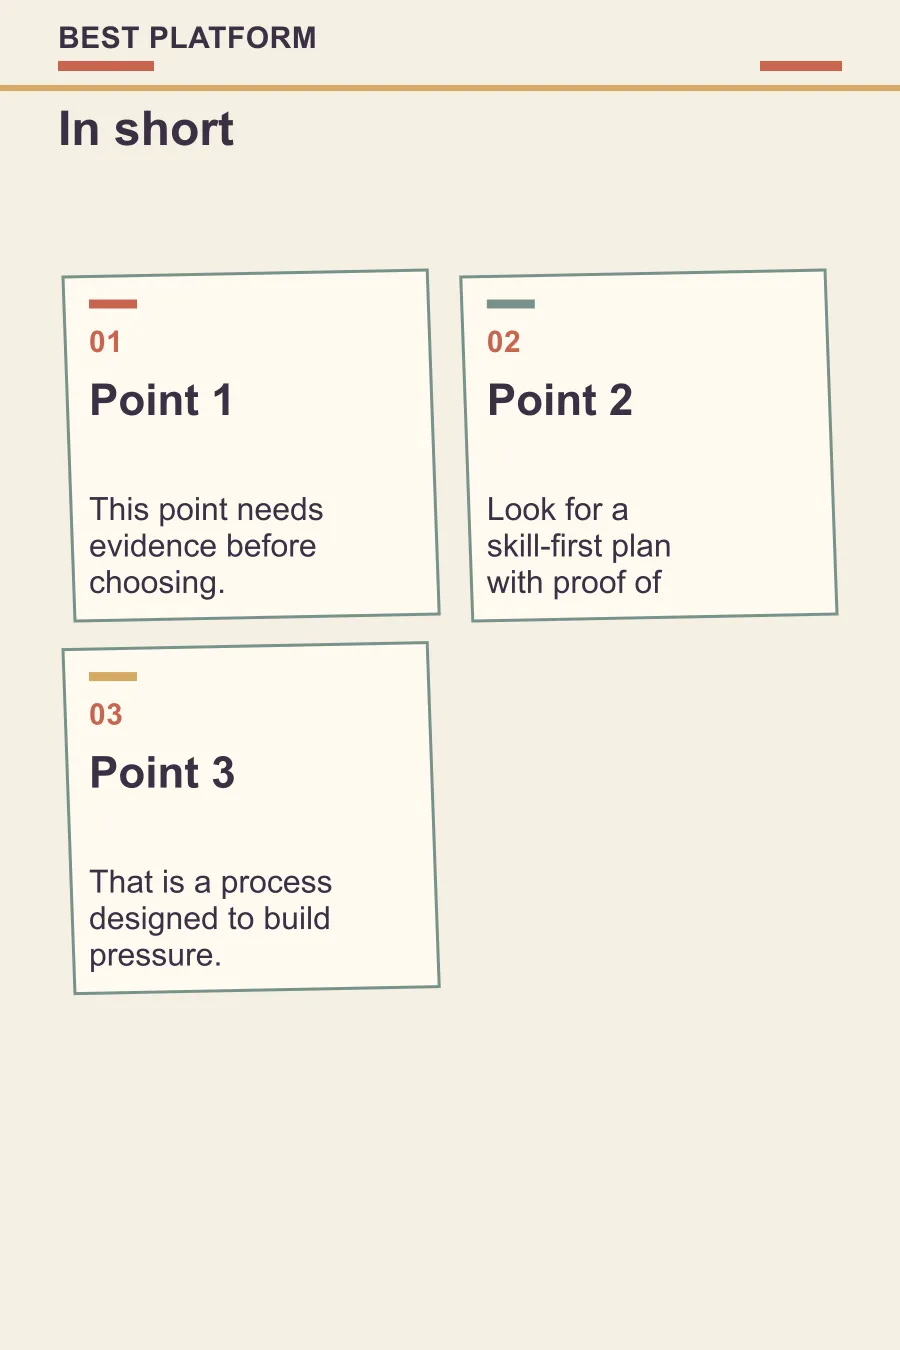 BEST PLATFORM
In short
01
Point 1
This point needs
evidence before
choosing.
02
Point 2
Look for a
skill-first plan
with proof of
03
Point 3
That is a process
designed to build
pressure.